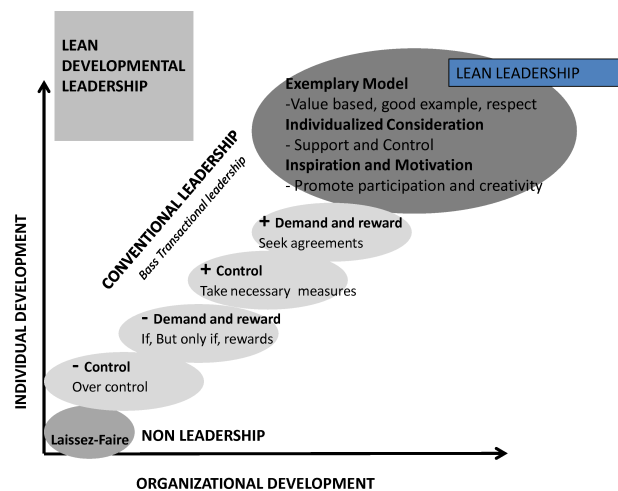 LEAN
DEVELOPMENTAL
LEADERSHIP
LEAN LEADERSHIP
Exemplary Model
-Value based, good example, respect
Individualized Consideration
- Support and Control
Inspiration and Motivation
- Promote participation and creativity
CONVENTIONAL LEADERSHIP
Bass Transactional leadership
+ Demand and reward
Seek agreements
+ Control
Take necessary measures
- Demand and reward
If, But only if, rewards
- Control
Over control
Laissez-Faire
NON LEADERSHIP
INDIVIDUAL DEVELOPMENT
ORGANIZATIONAL DEVELOPMENT